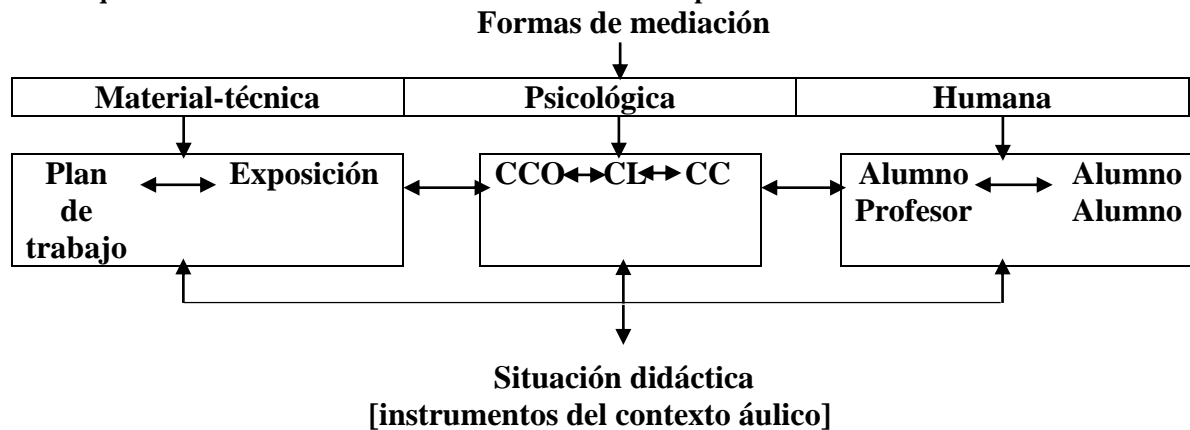 Formas de mediación
Material-técnica Psicológica Humana
Plan Exposición
de
trabajo
CCO CL CC
Alumno Alumno
Profesor Alumno
Situación didáctica
[instrumentos del contexto áulico]